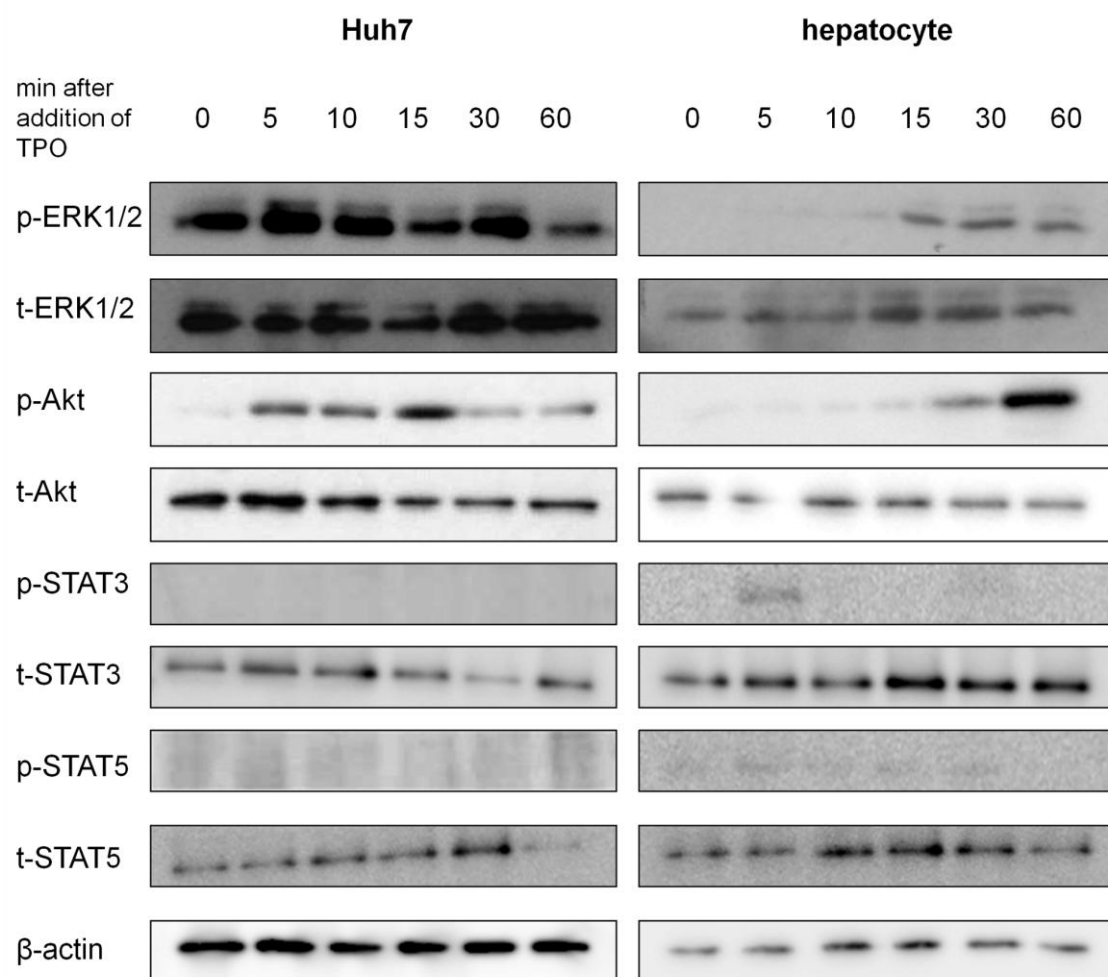 Huh7 hepatocyte
min after
addition of
TPO
0 5 10 15 30 60 0 5 10 15 30 60
p-ERK1/2
t-ERK1/2
p-Akt
t-Akt
p-STAT3
t-STAT3
p-STAT5
t-STAT5
β-actin